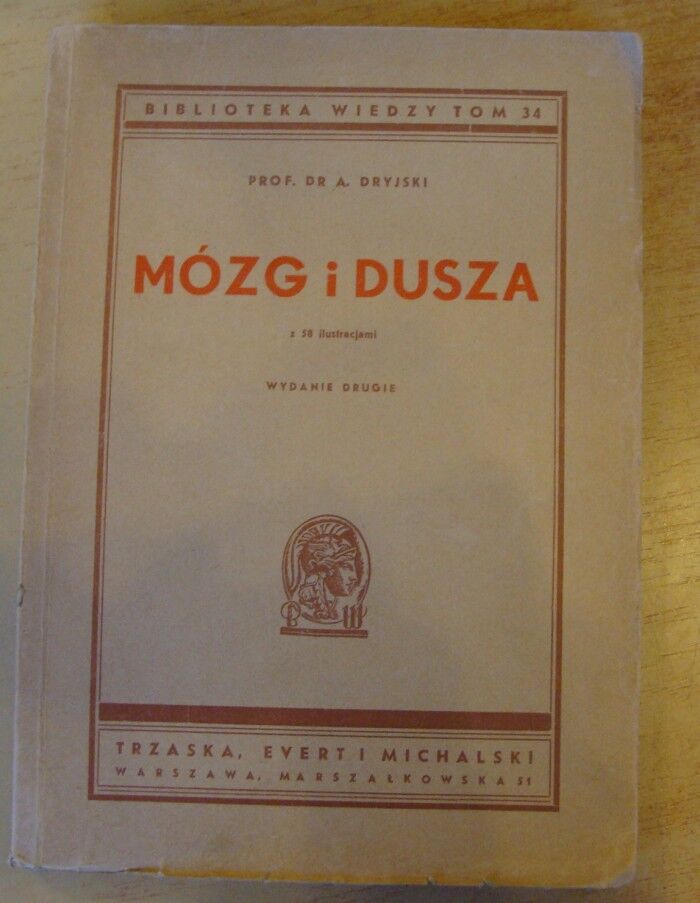 BIBLIOTEKA WIEDZY TOM 34
PROF. DR A. DRYJSKI
MÓZG i DUSZA
z 58 ilustracjami
WYDANIE DRUGIE
B W
TRZASKA, EVERT I MICHALSKI
WARSZAWA, MARSZAŁKOWSKA 51